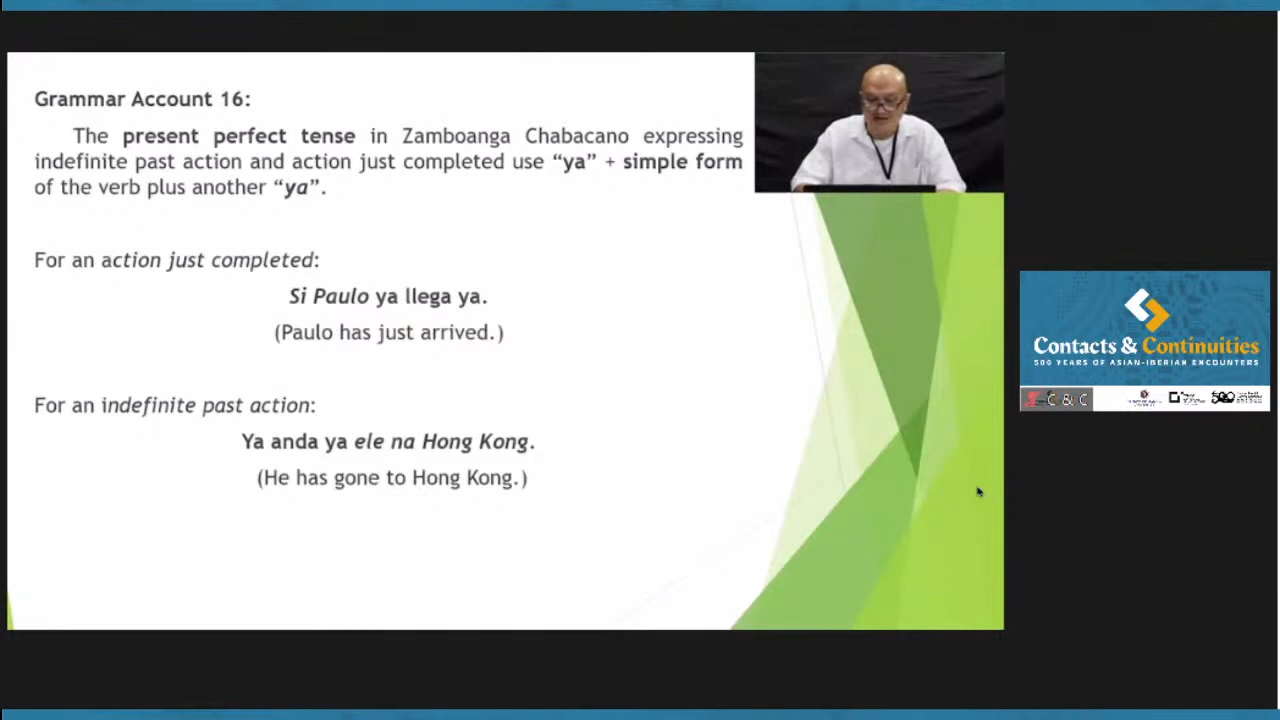 Grammar Account 16:
The present perfect tense in Zamboanga Chabacano expressing
indefinite past action and action just completed use “ya” + simple form
of the verb plus another “ya”.
For an action just completed:
Si Paulo ya llega ya.
(Paulo has just arrived.)
For an indefinite past action:
Ya anda ya ele na Hong Kong.
(He has gone to Hong Kong.)
Contacts & Continuities
500 YEARS OF ASIAN-IBERIAN ENCOUNTERS
C & C